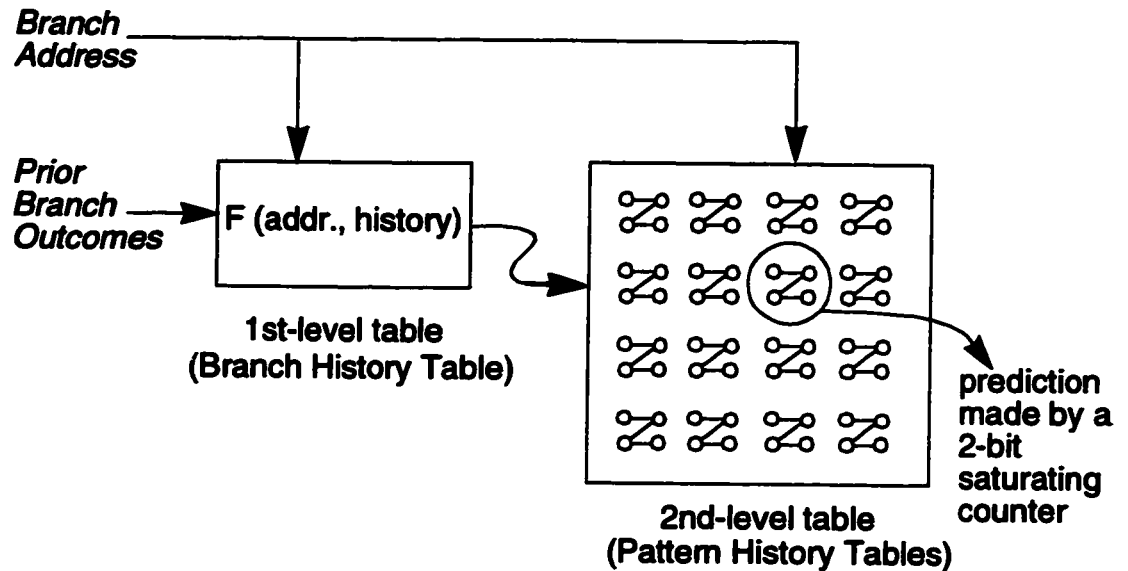 Branch
Address
Prior
Branch
Outcomes
F (addr., history)
1st-level table
(Branch History Table)
prediction
made by a
2-bit
saturating
counter
2nd-level table
(Pattern History Tables)